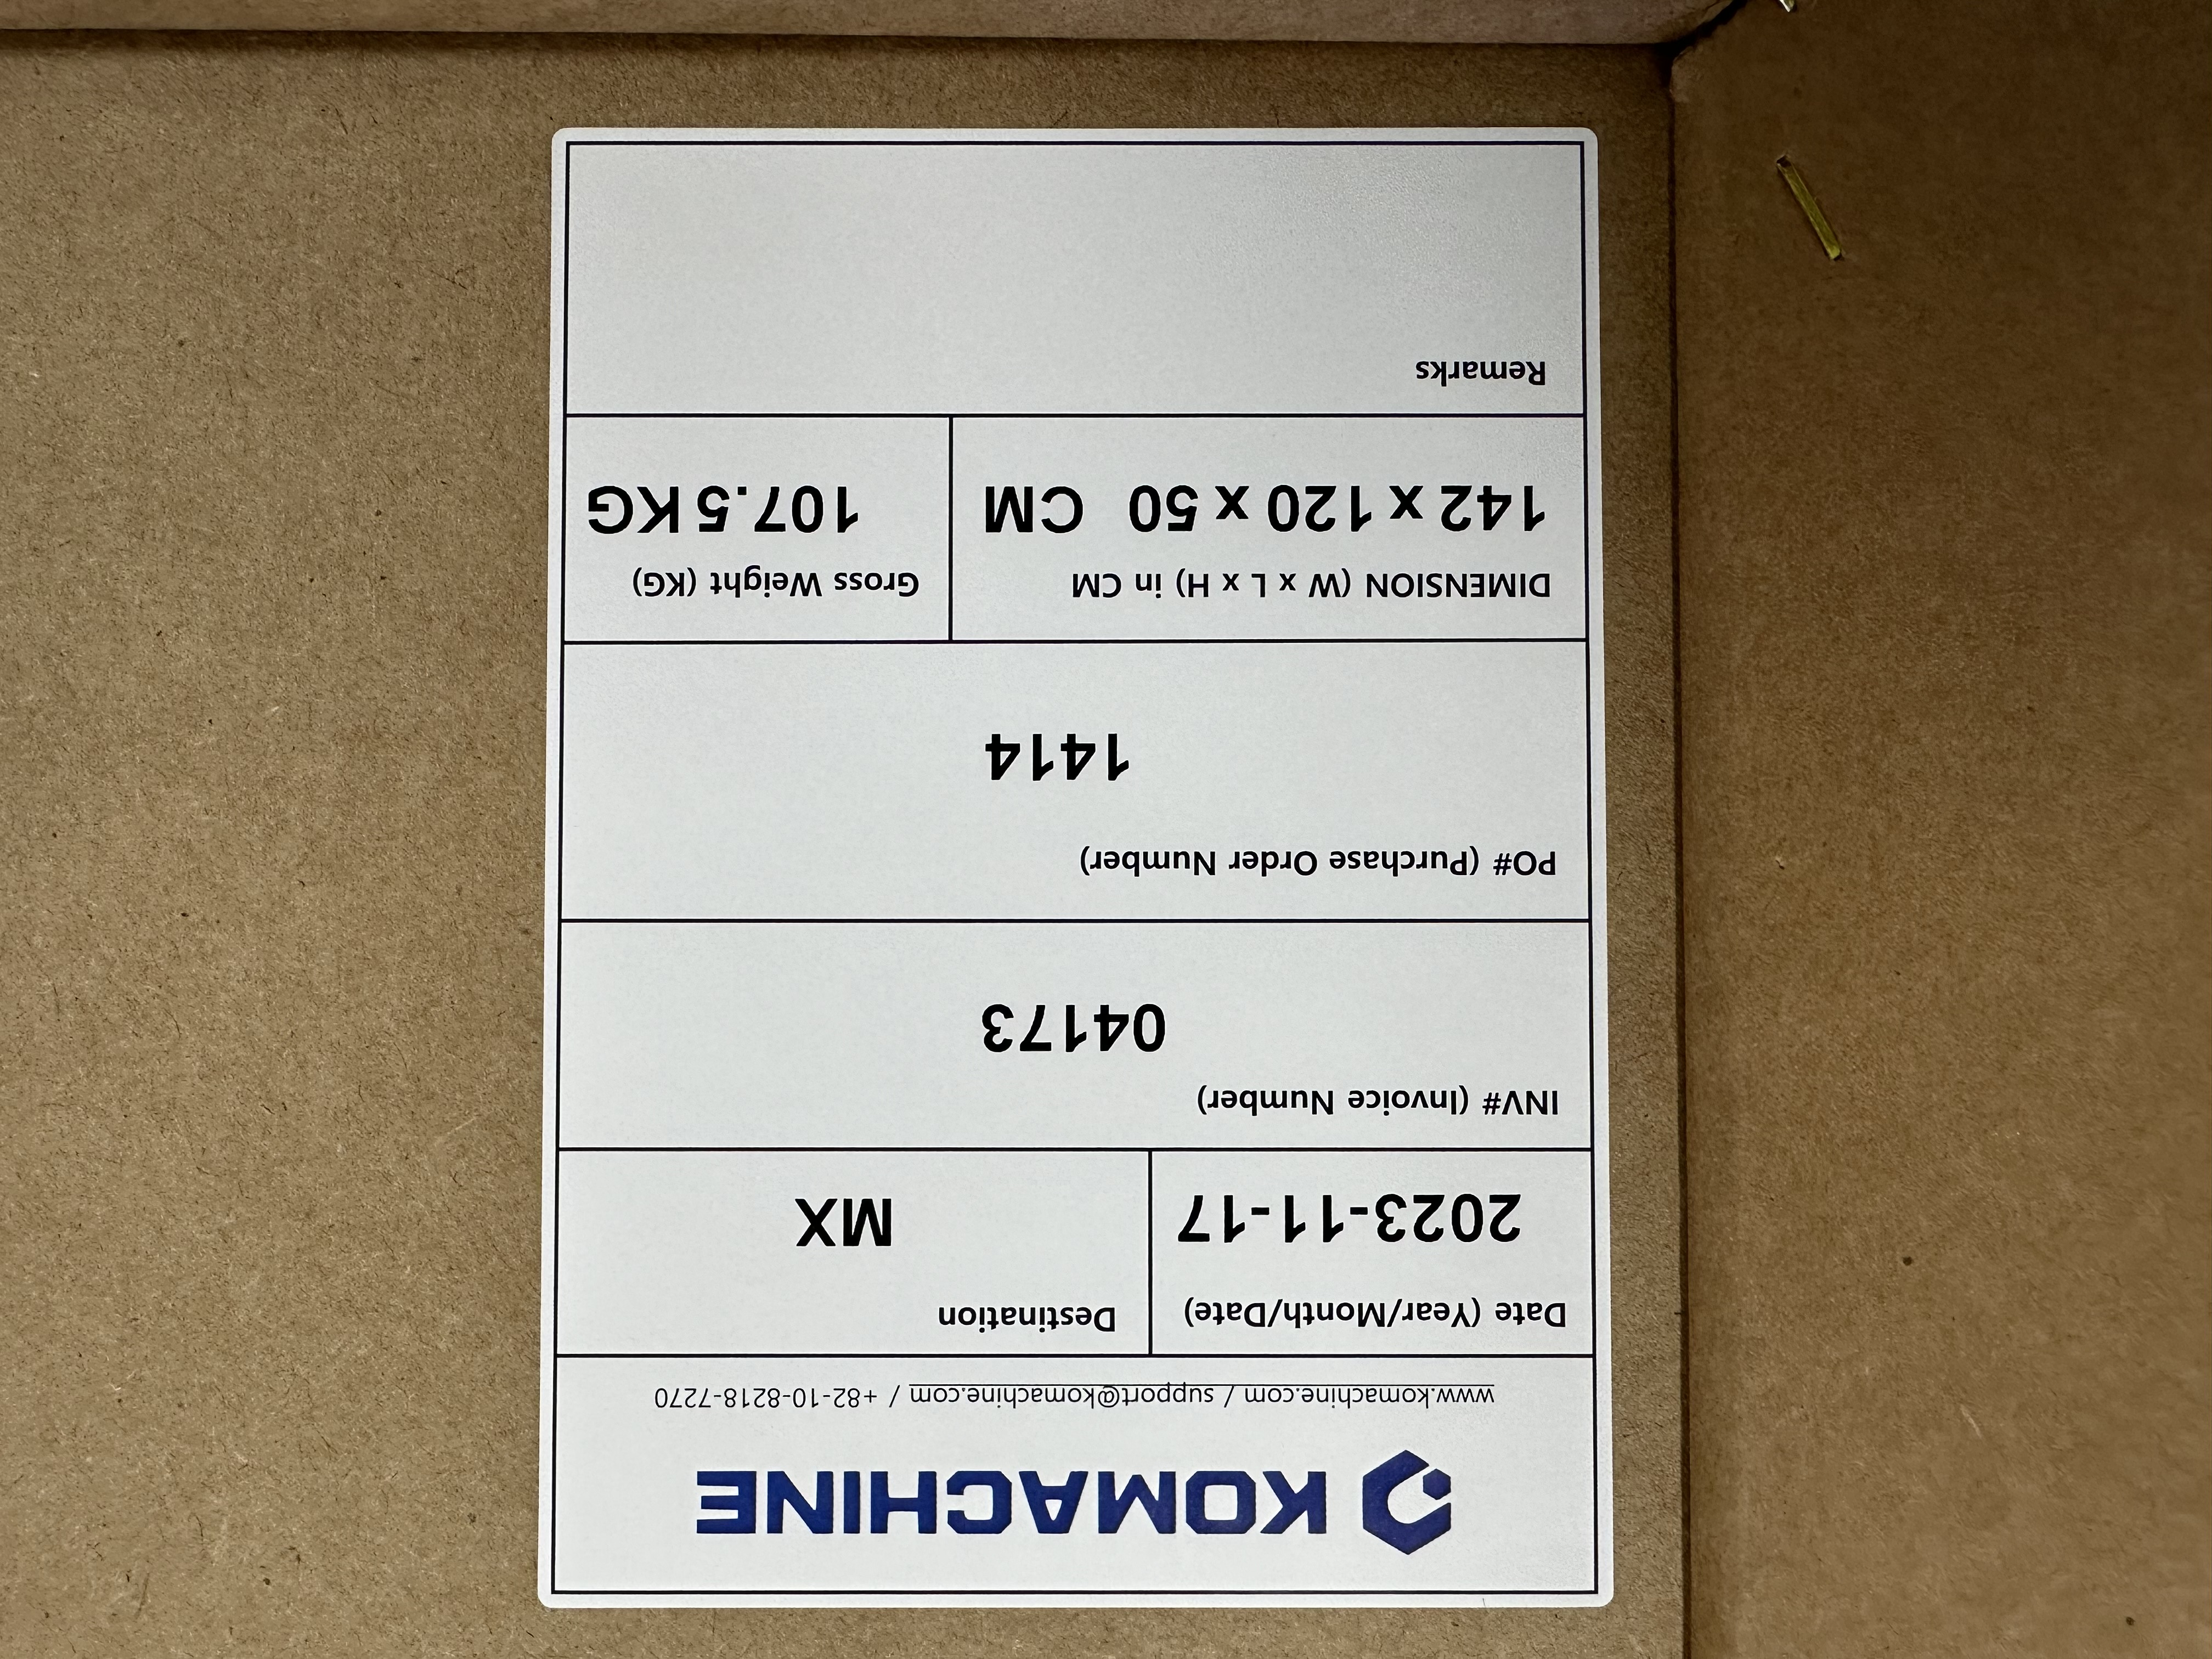 KOMACHINE
www.komachine.com / support@komachine.com / +82-10-8218-7270
Date (Year/Month/Date)
2023-11-17
Destination
MX
INV# (Invoice Number)
04173
PO# (Purchase Order Number)
1414
DIMENSION (W x L x H) in CM
142 x 120 x 50 CM
Gross Weight (KG)
107.5 KG
Remarks